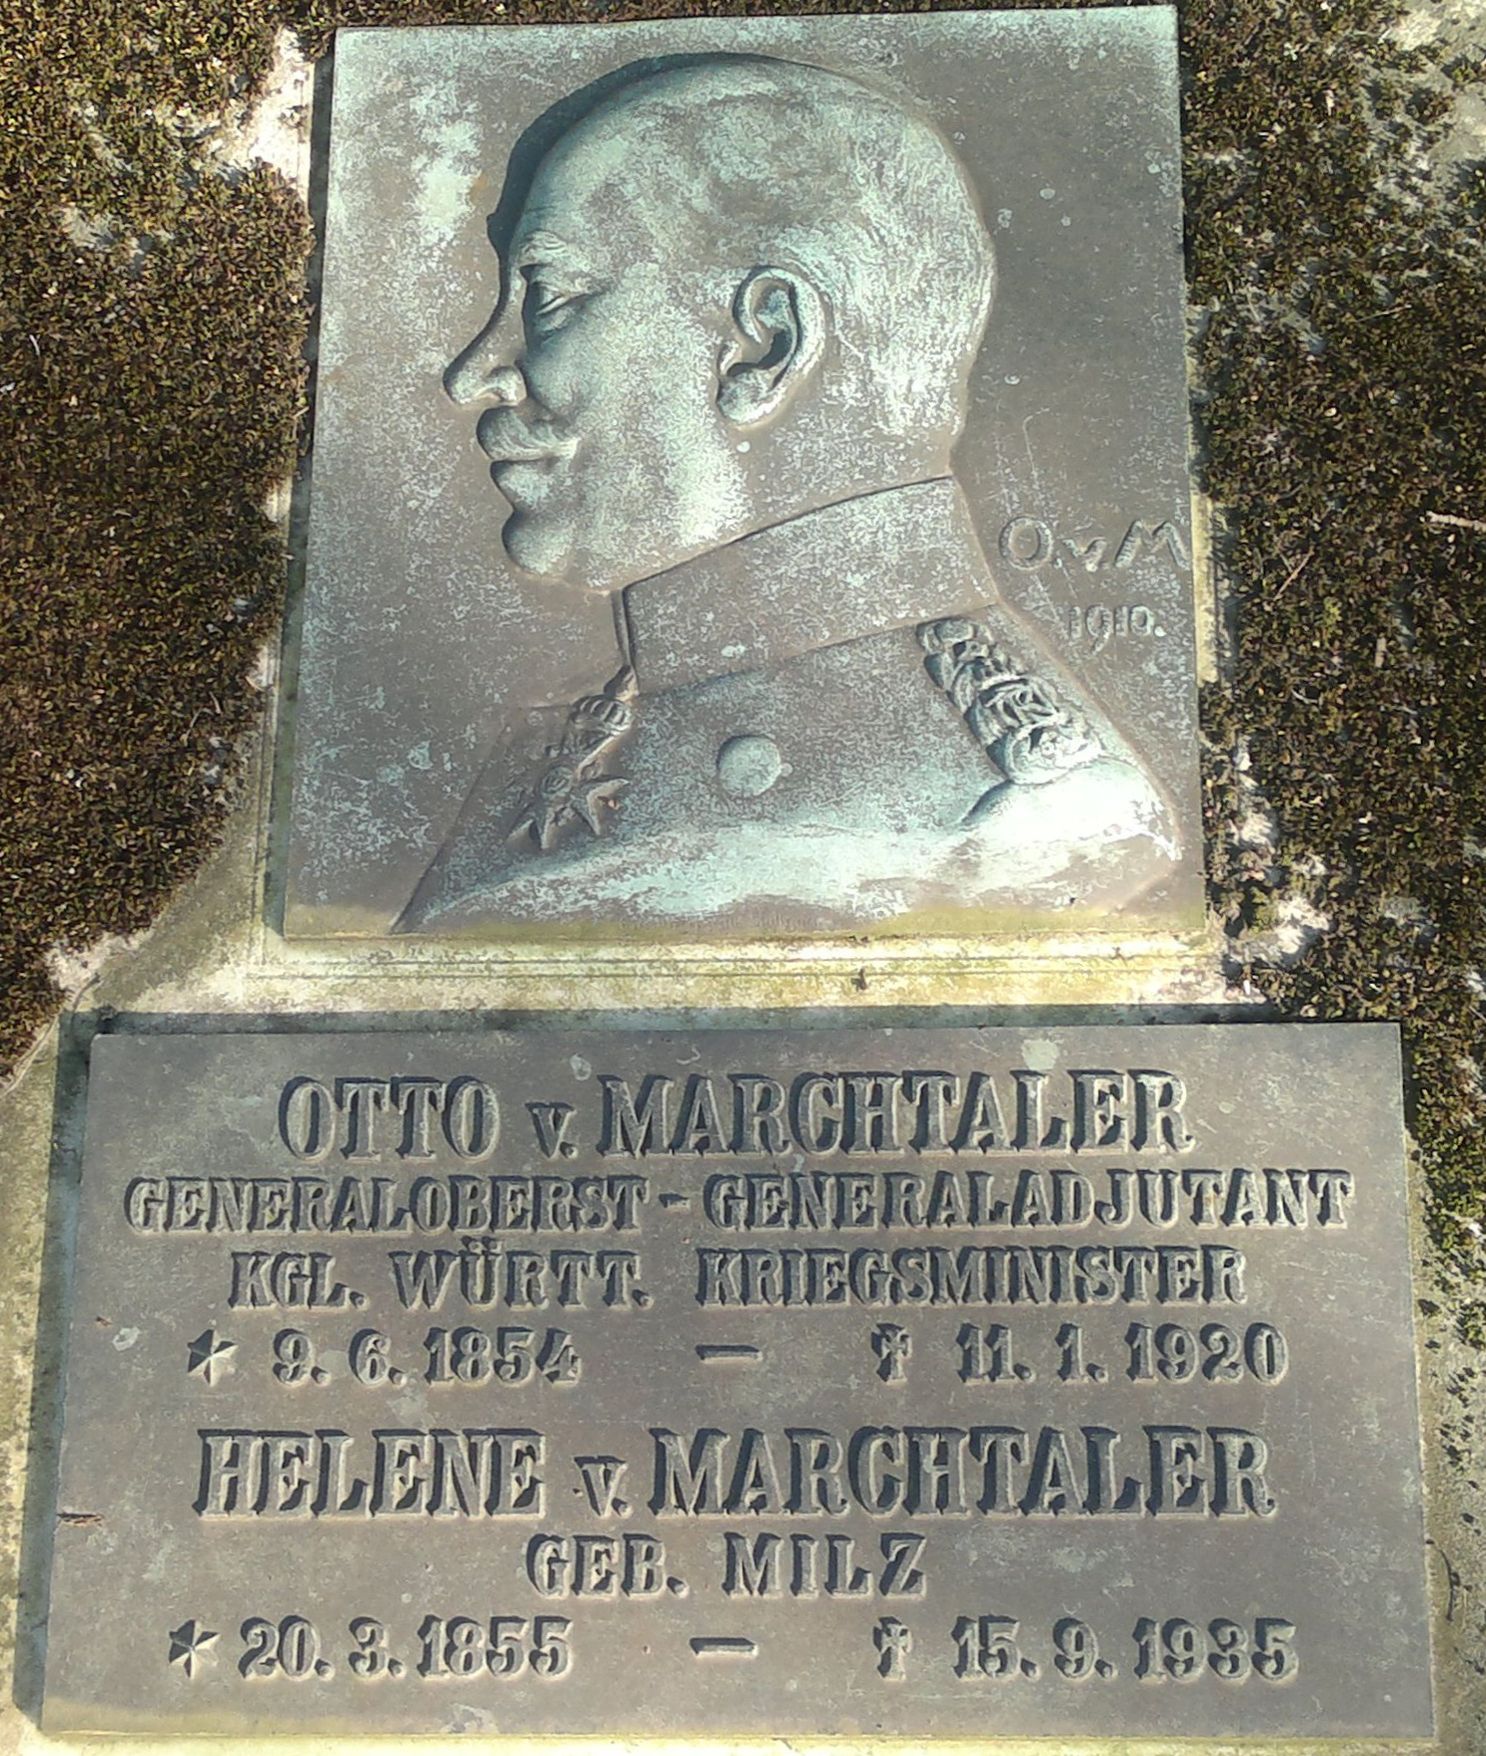 O.v.M
1910.
OTTO v. MARCHTALER
GENERALOBERST - GENERALADJUTANT
KGL. WÜRTT. KRIEGSMINISTER
* 9. 6. 1854 — ✝ 11. 1. 1920
HELENE v. MARCHTALER
GEB. MILZ
* 20. 3. 1855 — ✝ 15. 9. 1935